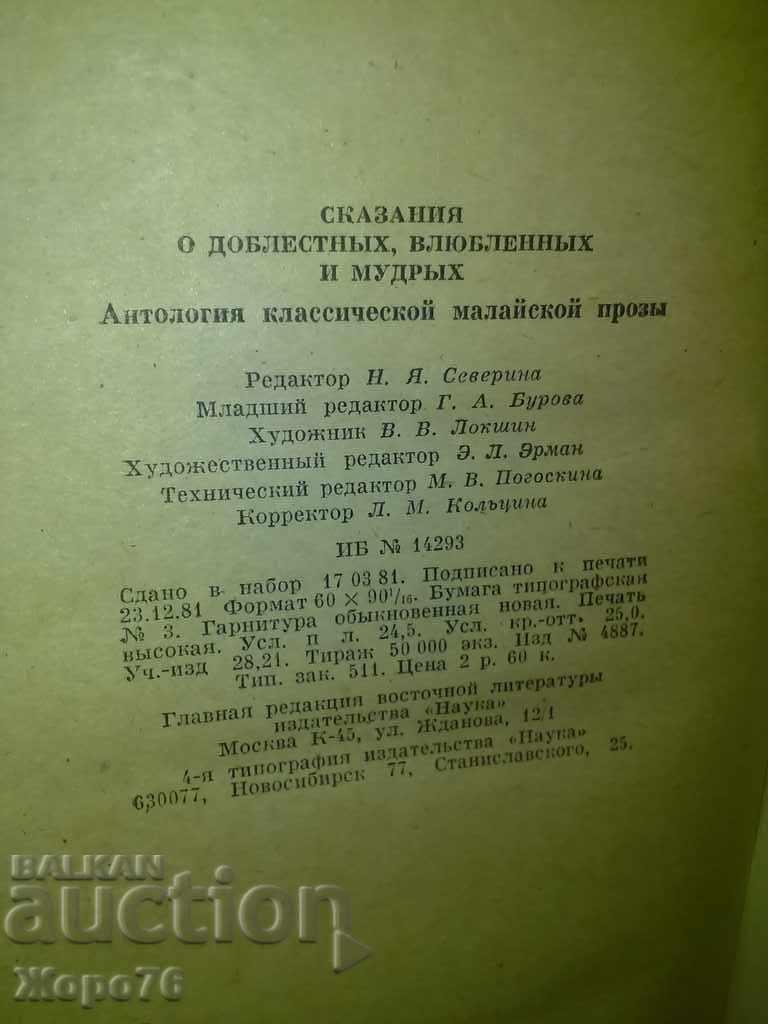 СКАЗАНИЯ
О ДОБЛЕСТНЫХ, ВЛЮБЛЕННЫХ
И МУДРЫХ
Антология классической малайской прозы
Редактор Н. Я. Северина
Младший редактор Г. А. Бурова
Художник В. В. Локшин
Художественный редактор Э. Л. Эрман
Технический редактор М. В. Погоскина
Корректор Л. М. Кольцина
ИБ № 14293
Сдано в набор 17 03 81. Подписано к печати
23.12.81 Формат 60 × 90¹/₁₆. Бумага типографская
№ 3. Гарнитура обыкновенная новая. Печать
высокая. Усл. п л. 24,5. Усл. кр.-отт. 25,0.
Уч.-изд 28,21. Тираж 50 000 экз. Изд № 4887.
Тип. зак. 511. Цена 2 р. 60 к.
Главная редакция восточной литературы
издательства «Наука»
Москва К-45, ул. Жданова, 12/1
4-я типография издательства «Наука»
630077, Новосибирск 77, Станиславского, 25.
BALKAN
auction
Жоро76